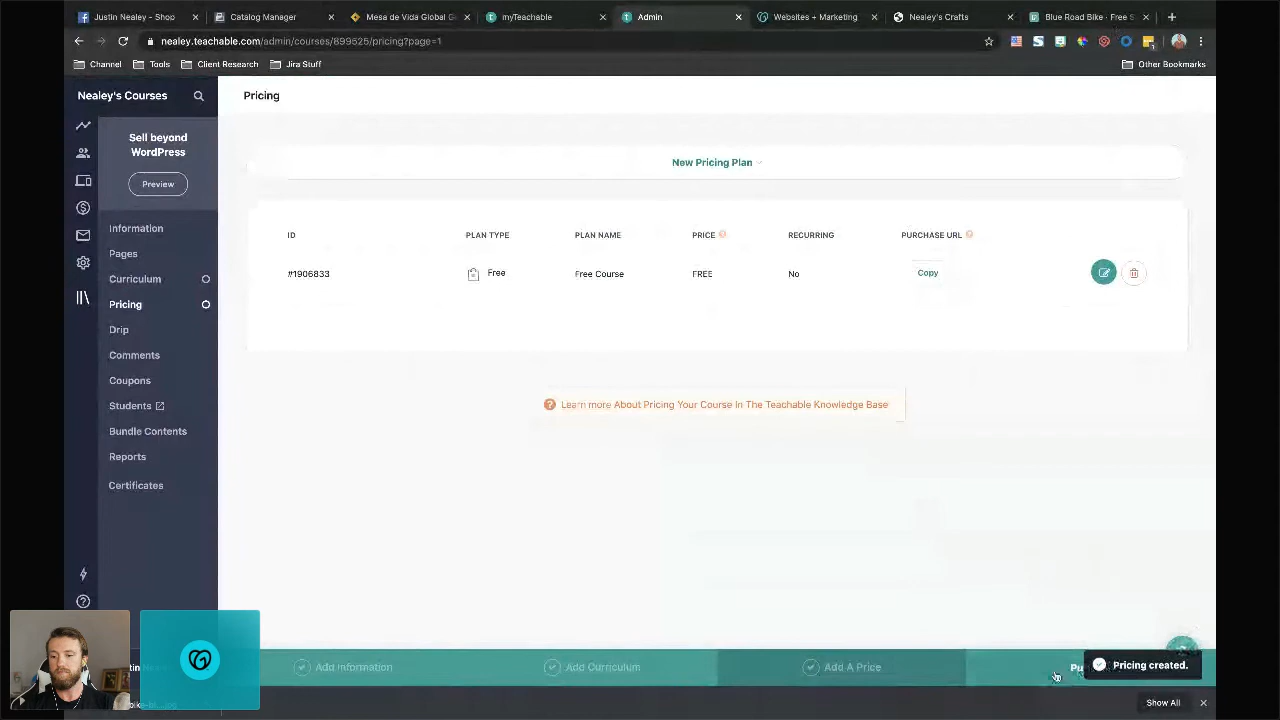 Justin Nealey - Shop
Catalog Manager
Mesa de Vida Global G
myTeachable
Admin
Websites + Marketing
Nealey's Crafts
Blue Road Bike · Free S
nealey.teachable.com/admin/courses/899525/pricing?page=1
Channel
Tools
Client Research
Jira Stuff
Other Bookmarks
Nealey's Courses
Pricing
Sell beyond
WordPress
Preview
Information
Pages
Curriculum
Pricing
Drip
Comments
Coupons
Students
Bundle Contents
Reports
Certificates
New Pricing Plan
ID PLAN TYPE PLAN NAME PRICE RECURRING PURCHASE URL
#1906833 Free Free Course FREE No Copy
Learn more About Pricing Your Course In The Teachable Knowledge Base
Add Information
Add Curriculum
Add A Price
Pricing created.
Show All